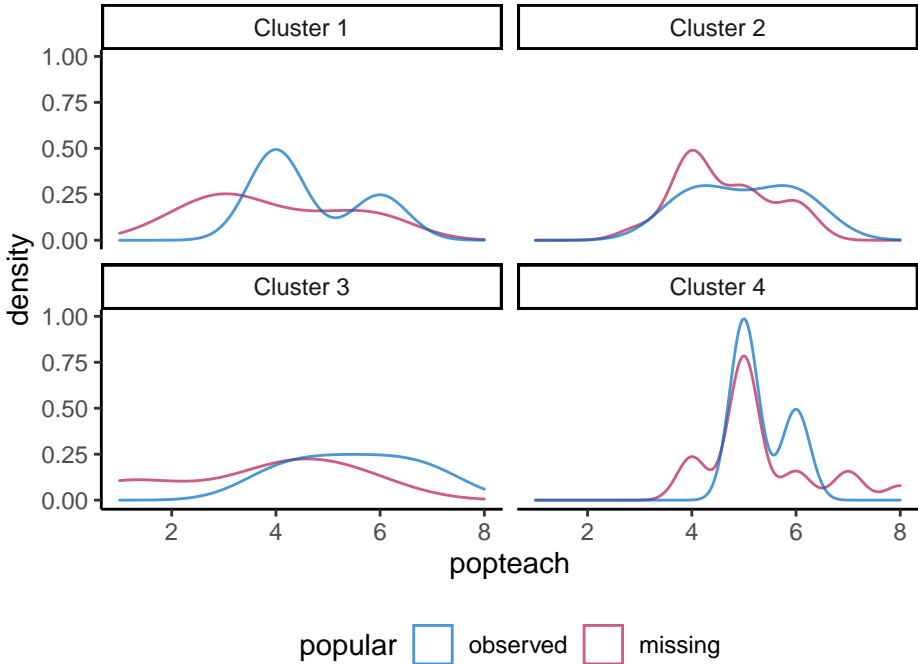 Cluster 1 Cluster 2
1.00
0.75
0.50
0.25
0.00
Cluster 3 Cluster 4
1.00
0.75
0.50
0.25
0.00
density
2 4 6 8 2 4 6 8
popteach
popular observed missing